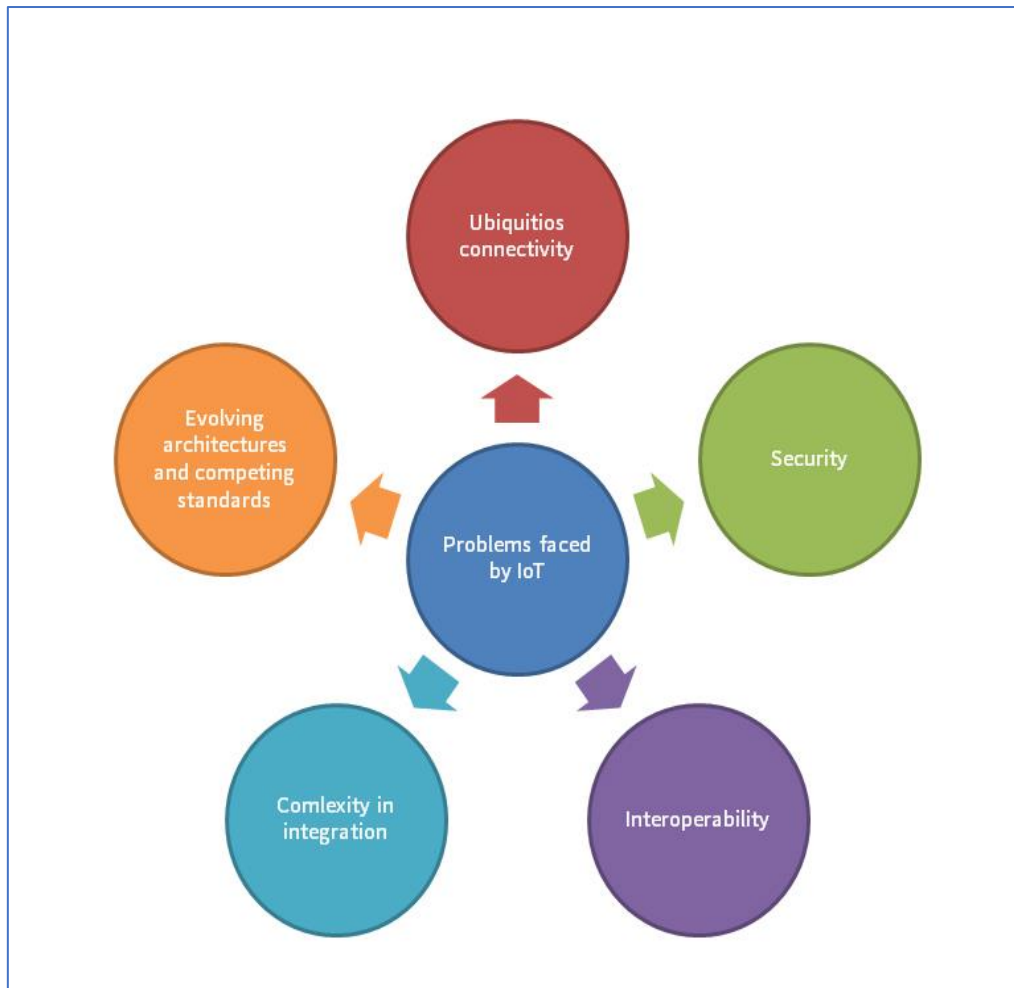 Ubiquitios
connectivity
Evolving
architectures
and competing
standards
Security
Problems faced
by IoT
Comlexity in
integration
Interoperability